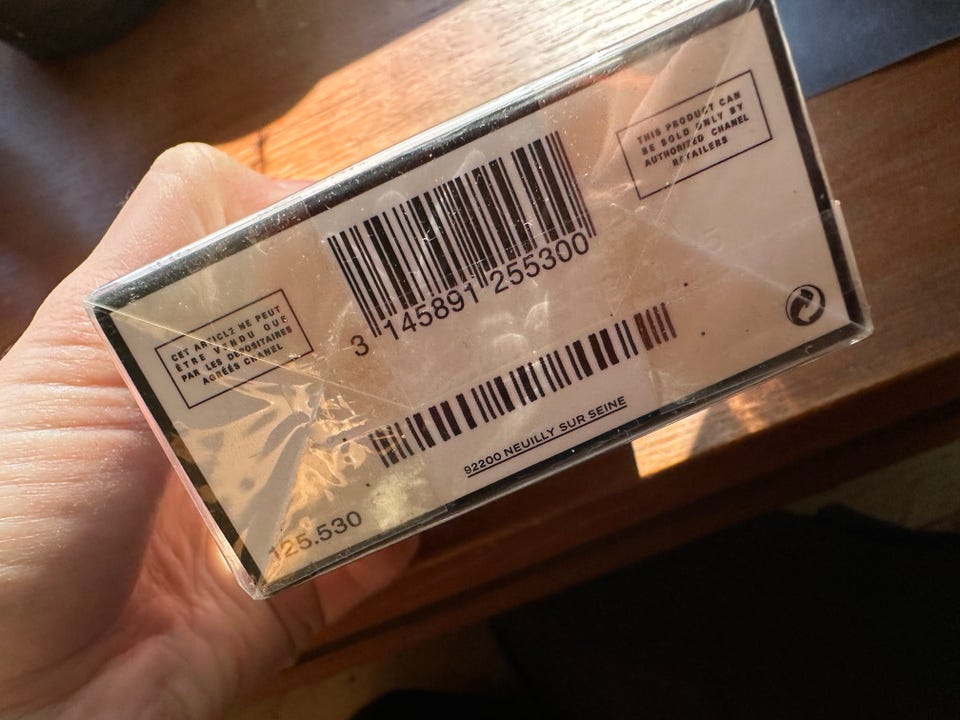 THIS PRODUCT CAN
BE SOLD ONLY BY
AUTHORIZED CHANEL
RETAILERS
3 145891 255300
CET ARTICLE NE PEUT
ÊTRE VENDU QUE
PAR LES DEPOSITAIRES
AGRÉÉS CHANEL
92200 NEUILLY SUR SEINE
125.530